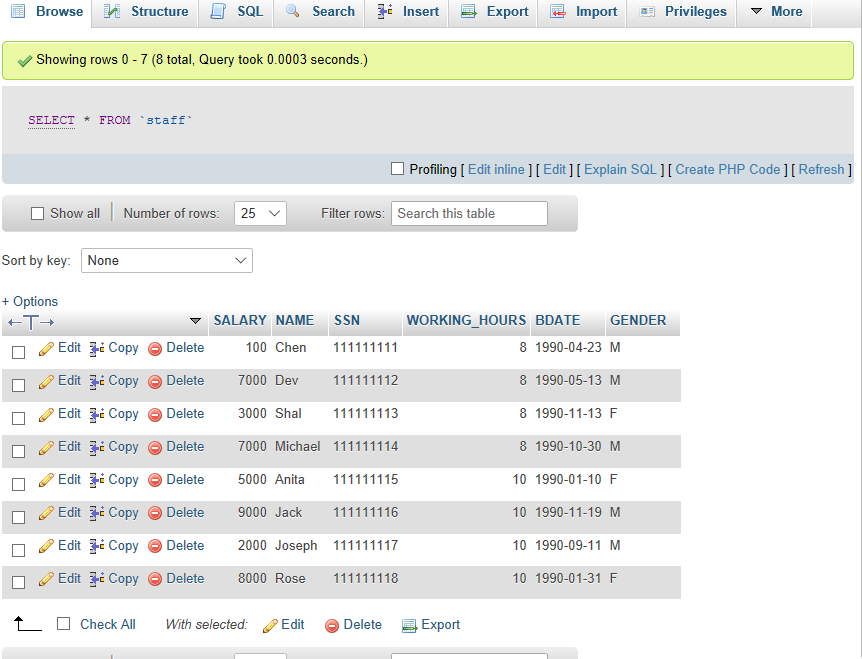 Browse Structure SQL Search Insert Export Import Privileges More
Showing rows 0 - 7 (8 total, Query took 0.0003 seconds.)
SELECT * FROM `staff`
Profiling [ Edit inline ] [ Edit ] [ Explain SQL ] [ Create PHP Code ] [ Refresh ]
Show all Number of rows: 25 Filter rows: Search this table
Sort by key: None
+ Options
←T→ SALARY NAME SSN WORKING_HOURS BDATE GENDER
Edit Copy Delete 100 Chen 111111111 8 1990-04-23 M
Edit Copy Delete 7000 Dev 111111112 8 1990-05-13 M
Edit Copy Delete 3000 Shal 111111113 8 1990-11-13 F
Edit Copy Delete 7000 Michael 111111114 8 1990-10-30 M
Edit Copy Delete 5000 Anita 111111115 10 1990-01-10 F
Edit Copy Delete 9000 Jack 111111116 10 1990-11-19 M
Edit Copy Delete 2000 Joseph 111111117 10 1990-09-11 M
Edit Copy Delete 8000 Rose 111111118 10 1990-01-31 F
Check All With selected: Edit Delete Export